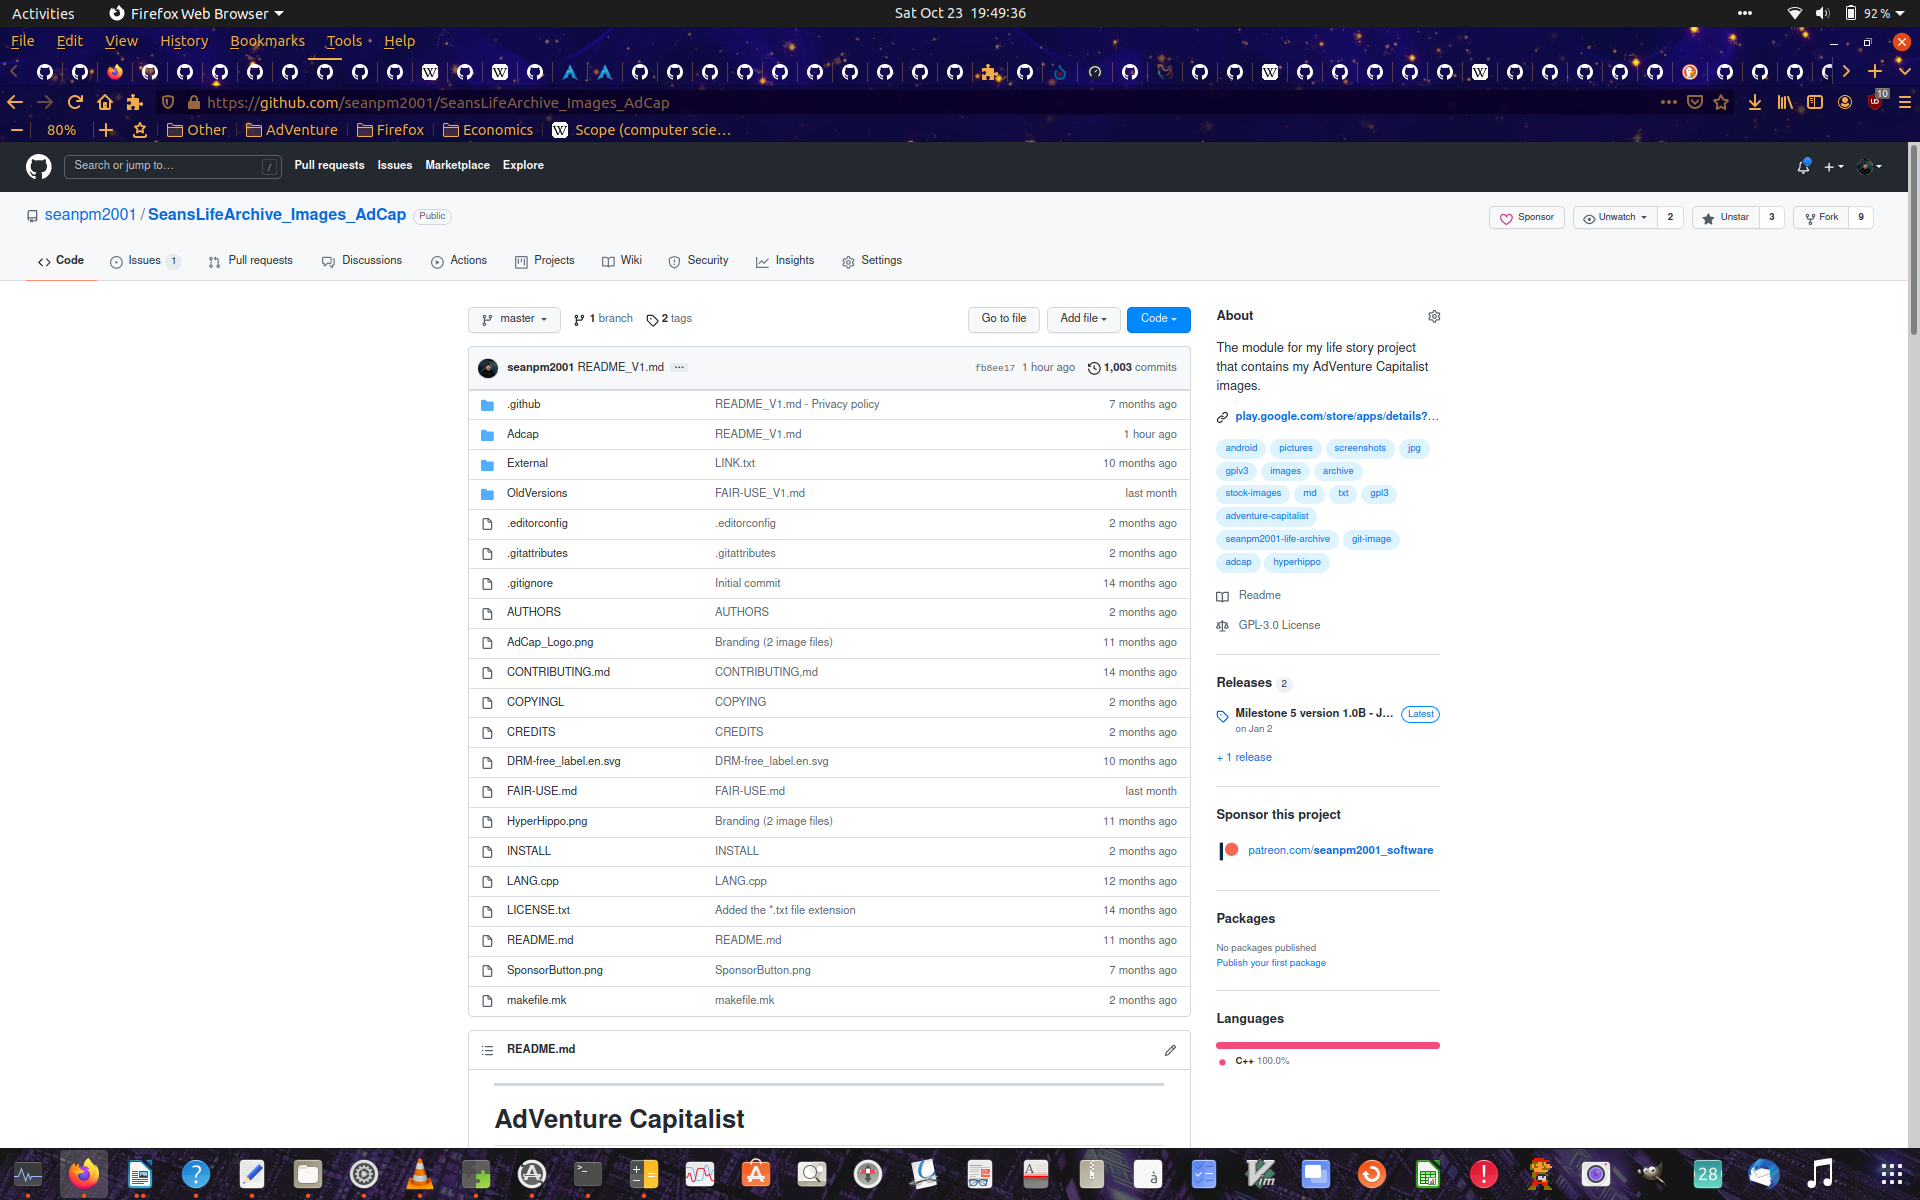 Activities
Firefox Web Browser
Sat Oct 23 19:49:36
92 %
File Edit View History Bookmarks Tools Help
https://github.com/seanpm2001/SeansLifeArchive_Images_AdCap
10
80%
Other
AdVenture
Firefox
Economics
Scope (computer scie…
Search or jump to…
/
Pull requests
Issues
Marketplace
Explore
seanpm2001 / SeansLifeArchive_Images_AdCap
Public
Sponsor
Unwatch 2
Unstar 3
Fork 9
Code
Issues 1
Pull requests
Discussions
Actions
Projects
Wiki
Security
Insights
Settings
master
1 branch
2 tags
Go to file
Add file
Code
seanpm2001 README_V1.md ...
fb8ee17 1 hour ago
1,003 commits
.github README_V1.md - Privacy policy 7 months ago
Adcap README_V1.md 1 hour ago
External LINK.txt 10 months ago
OldVersions FAIR-USE_V1.md last month
.editorconfig .editorconfig 2 months ago
.gitattributes .gitattributes 2 months ago
.gitignore Initial commit 14 months ago
AUTHORS AUTHORS 2 months ago
AdCap_Logo.png Branding (2 image files) 11 months ago
CONTRIBUTING.md CONTRIBUTING,md 14 months ago
COPYINGL COPYING 2 months ago
CREDITS CREDITS 2 months ago
DRM-free_label.en.svg DRM-free_label.en.svg 10 months ago
FAIR-USE.md FAIR-USE.md last month
HyperHippo.png Branding (2 image files) 11 months ago
INSTALL INSTALL 2 months ago
LANG.cpp LANG.cpp 12 months ago
LICENSE.txt Added the *.txt file extension 14 months ago
README.md README.md 11 months ago
SponsorButton.png SponsorButton.png 7 months ago
makefile.mk makefile.mk 2 months ago
README.md
AdVenture Capitalist
About
The module for my life story project
that contains my AdVenture Capitalist
images.
play.google.com/store/apps/details?…
android pictures screenshots jpg
gplv3 images archive
stock-images md txt gpl3
adventure-capitalist
seanpm2001-life-archive git-image
adcap hyperhippo
Readme
GPL-3.0 License
Releases 2
Milestone 5 version 1.0B - J… Latest
on Jan 2
+ 1 release
Sponsor this project
patreon.com/seanpm2001_software
Packages
No packages published
Publish your first package
Languages
C++ 100.0%
28